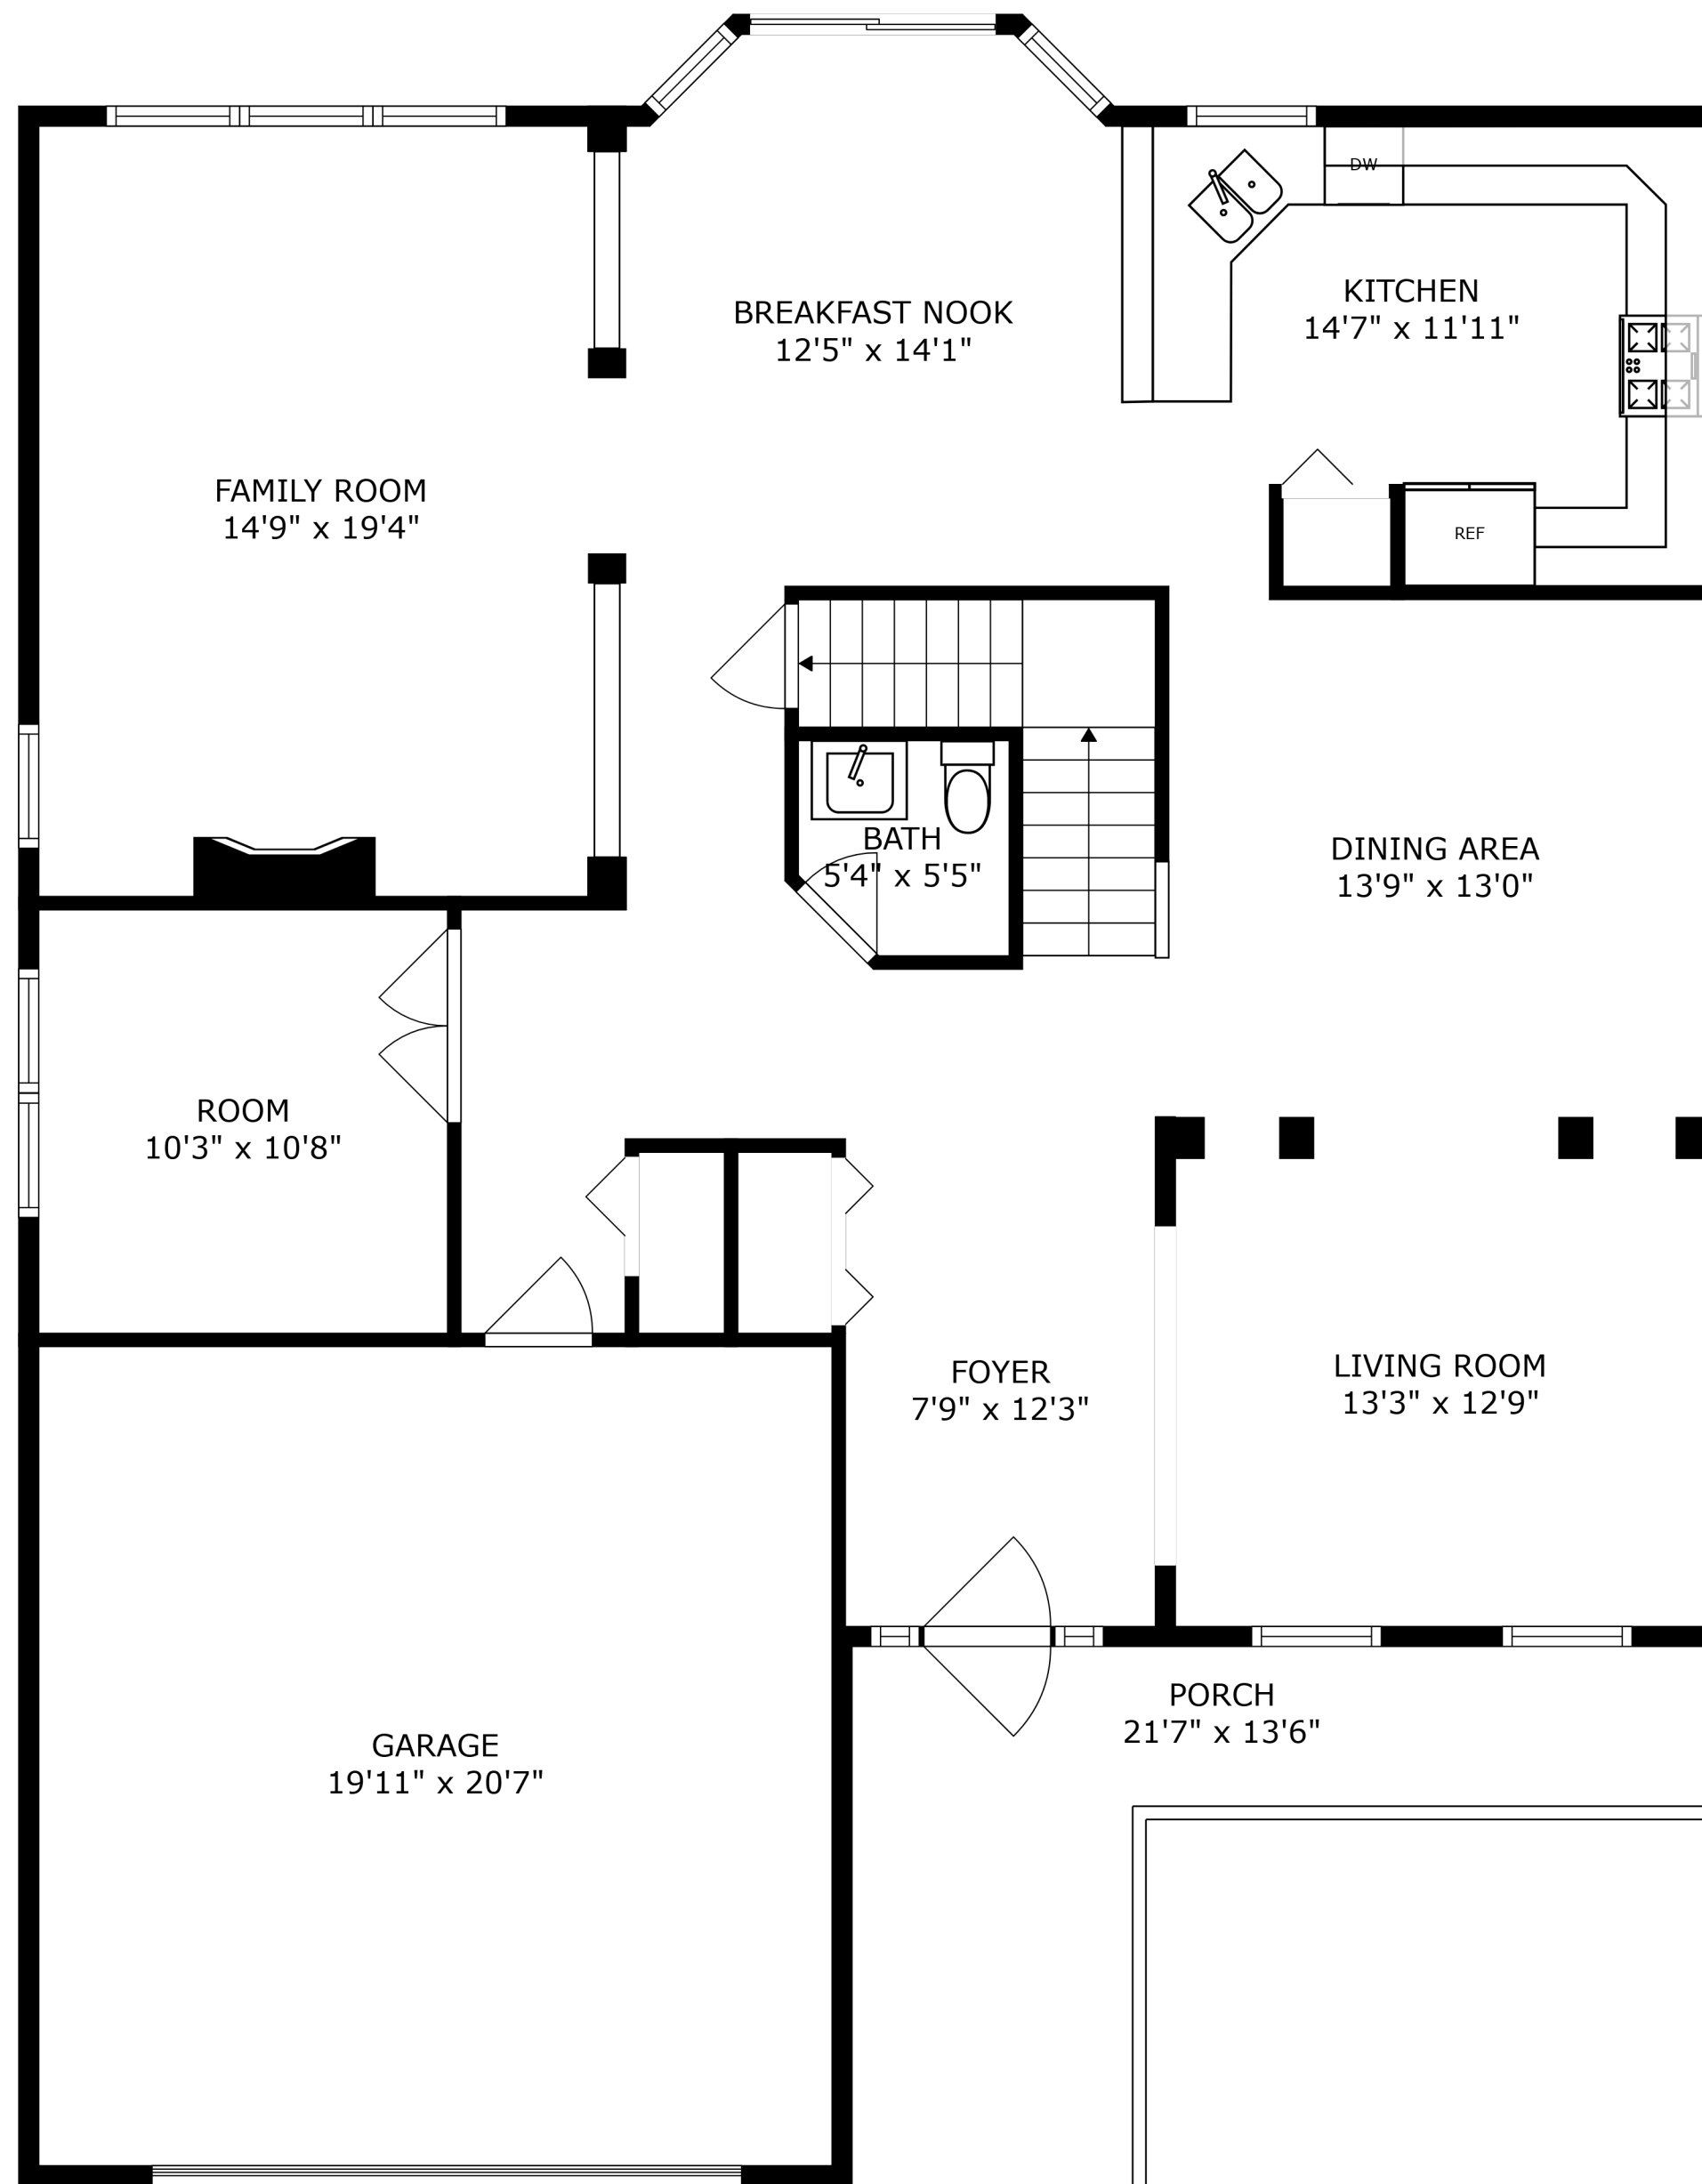 DW
KITCHEN
14'7" x 11'11"
BREAKFAST NOOK
12'5" x 14'1"
FAMILY ROOM
14'9" x 19'4"
REF
BATH
5'4" x 5'5"
DINING AREA
13'9" x 13'0"
ROOM
10'3" x 10'8"
FOYER
7'9" x 12'3"
LIVING ROOM
13'3" x 12'9"
PORCH
21'7" x 13'6"
GARAGE
19'11" x 20'7"